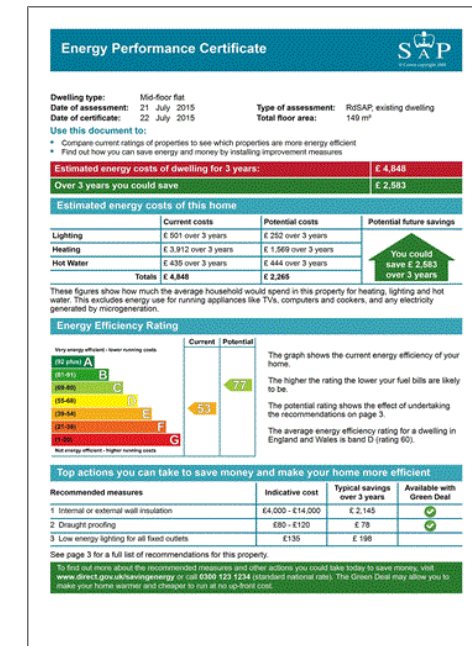 Energy Performance Certificate
SAP
Dwelling type: Mid-floor flat
Date of assessment: 21 July 2015 Type of assessment: RdSAP, existing dwelling
Date of certificate: 22 July 2015 Total floor area: 149 m²
Use this document to:
• Compare current ratings of properties to see which properties are more energy efficient
• Find out how you can save energy and money by installing improvement measures
Estimated energy costs of dwelling for 3 years: £ 4,848
Over 3 years you could save £ 2,583
Estimated energy costs of this home
Current costs Potential costs Potential future savings
Lighting £ 501 over 3 years £ 252 over 3 years
Heating £ 3,912 over 3 years £ 1,569 over 3 years
Hot Water £ 435 over 3 years £ 444 over 3 years
Totals £ 4,848 £ 2,265
You could
save £ 2,583
over 3 years
These figures show how much the average household would spend in this property for heating, lighting and hot
water. This excludes energy use for running appliances like TVs, computers and cookers, and any electricity
generated by microgeneration.
Energy Efficiency Rating
Current Potential
Very energy efficient - lower running costs
(92 plus) A
(81-91) B
(69-80) C
(55-68) D
(39-54) E
(21-38) F
(1-20) G
Not energy efficient - higher running costs
53
77
The graph shows the current energy efficiency of your
home.
The higher the rating the lower your fuel bills are likely
to be.
The potential rating shows the effect of undertaking
the recommendations on page 3.
The average energy efficiency rating for a dwelling in
England and Wales is band D (rating 60).
Top actions you can take to save money and make your home more efficient
Recommended measures Indicative cost Typical savings over 3 years Available with Green Deal
1 Internal or external wall insulation £4,000 - £14,000 £ 2,145
2 Draught proofing £80 - £120 £ 78
3 Low energy lighting for all fixed outlets £135 £ 198
See page 3 for a full list of recommendations for this property.
To find out more about the recommended measures and other actions you could take today to save money, visit
www.direct.gov.uk/savingenergy or call 0300 123 1234 (standard national rate). The Green Deal may allow you to
make your home warmer and cheaper to run at no up-front cost.